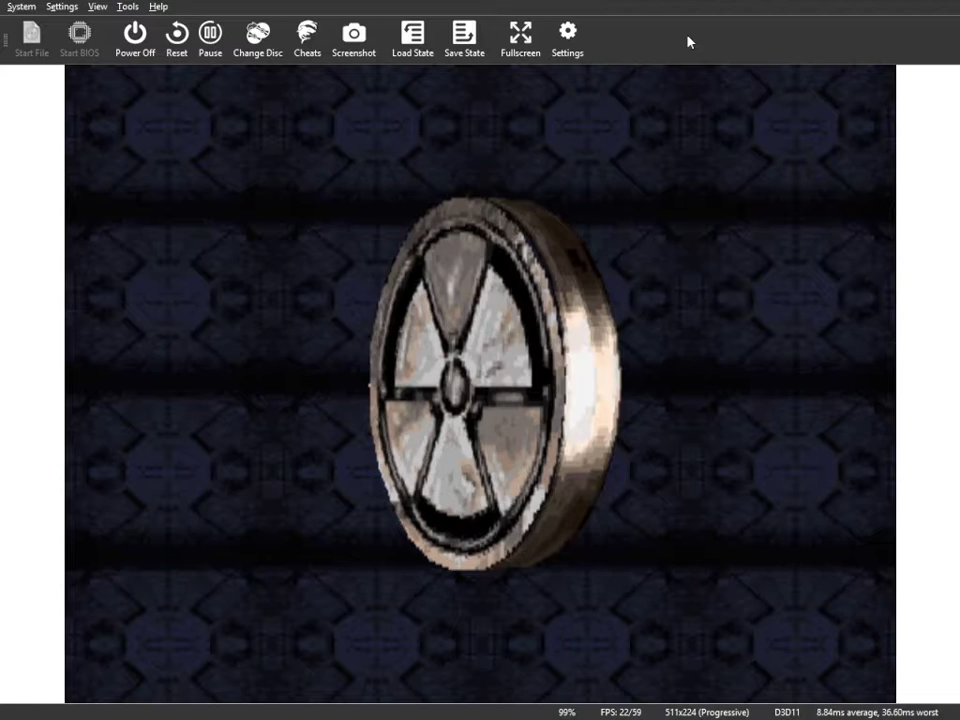 System Settings View Tools Help
Start File Start BIOS Power Off Reset Pause Change Disc Cheats Screenshot Load State Save State Fullscreen Settings
99% FPS: 22/59 511x224 (Progressive) D3D11 8.84ms average, 36.60ms worst